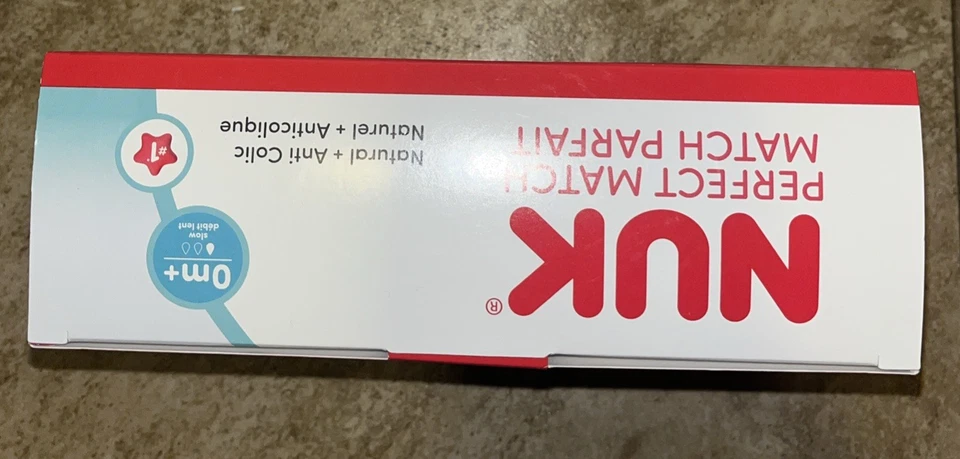 NUK®
PERFECT MATCH
MATCH PARFAIT
Natural + Anti Colic
Naturel + Anticolique
0m+
slow
débit lent
#1*